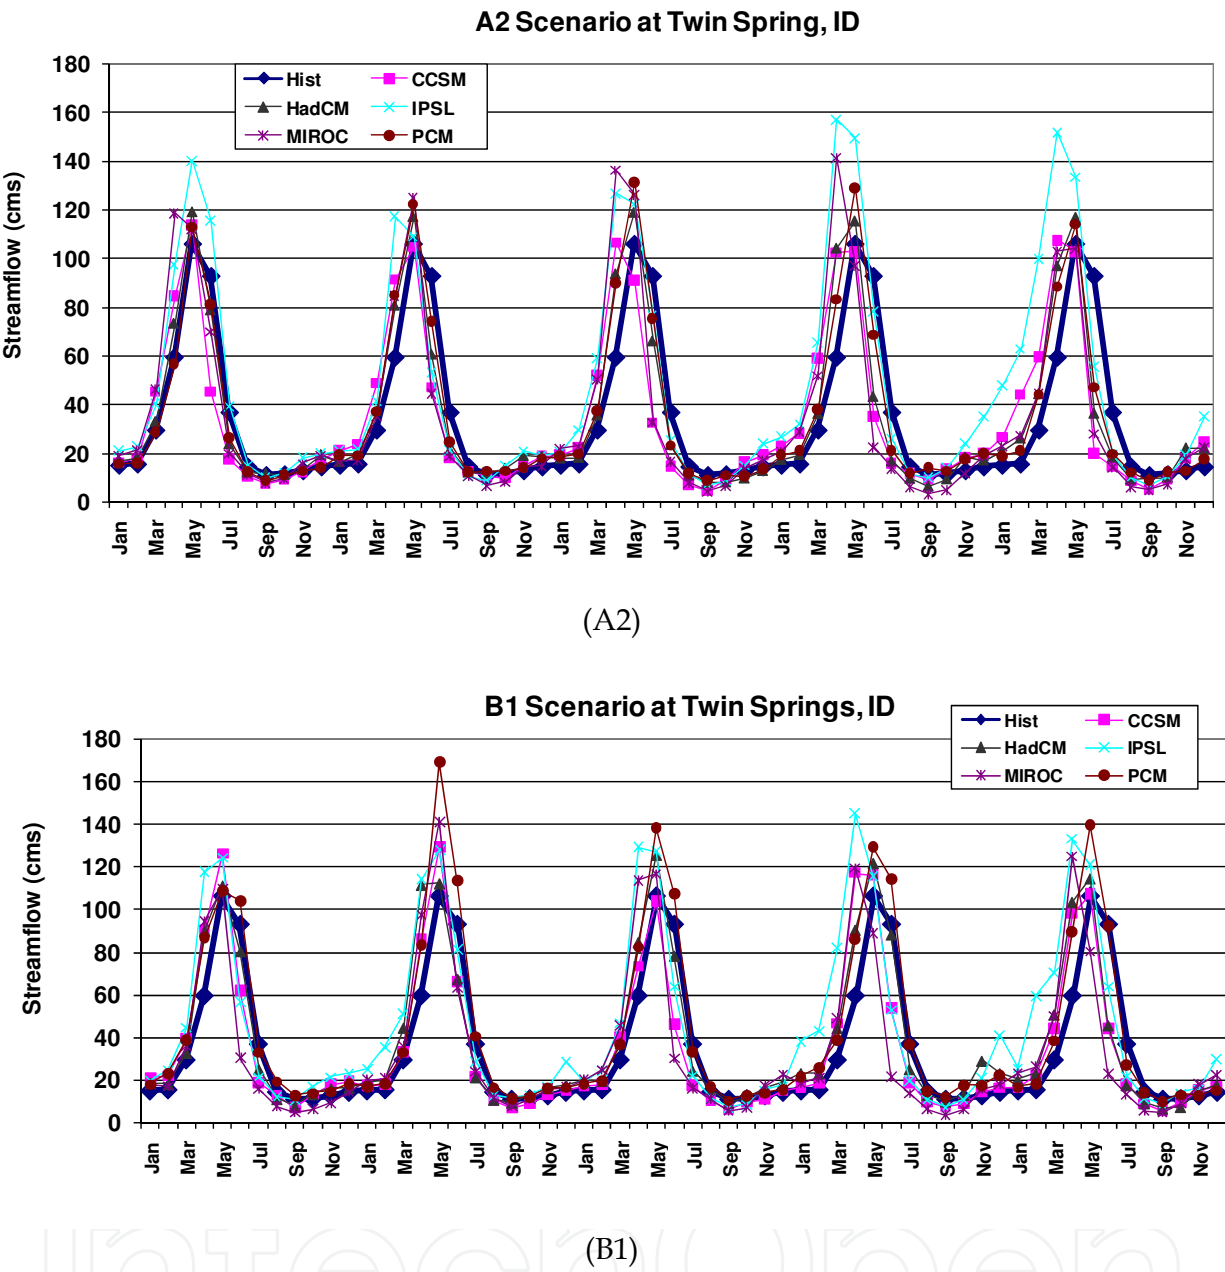 A2 Scenario at Twin Spring, ID
Hist CCSM
HadCM IPSL
MIROC PCM
Streamflow (cms)
180
160
140
120
100
80
60
40
20
0
Jan Mar May Jul Sep Nov Jan Mar May Jul Sep Nov Jan Mar May Jul Sep Nov Jan Mar May Jul Sep Nov Jan Mar May Jul Sep Nov
(A2)
B1 Scenario at Twin Springs, ID
Hist CCSM
HadCM IPSL
MIROC PCM
Streamflow (cms)
180
160
140
120
100
80
60
40
20
0
Jan Mar May Jul Sep Nov Jan Mar May Jul Sep Nov Jan Mar May Jul Sep Nov Jan Mar May Jul Sep Nov Jan Mar May Jul Sep Nov
(B1)
IntechOpen